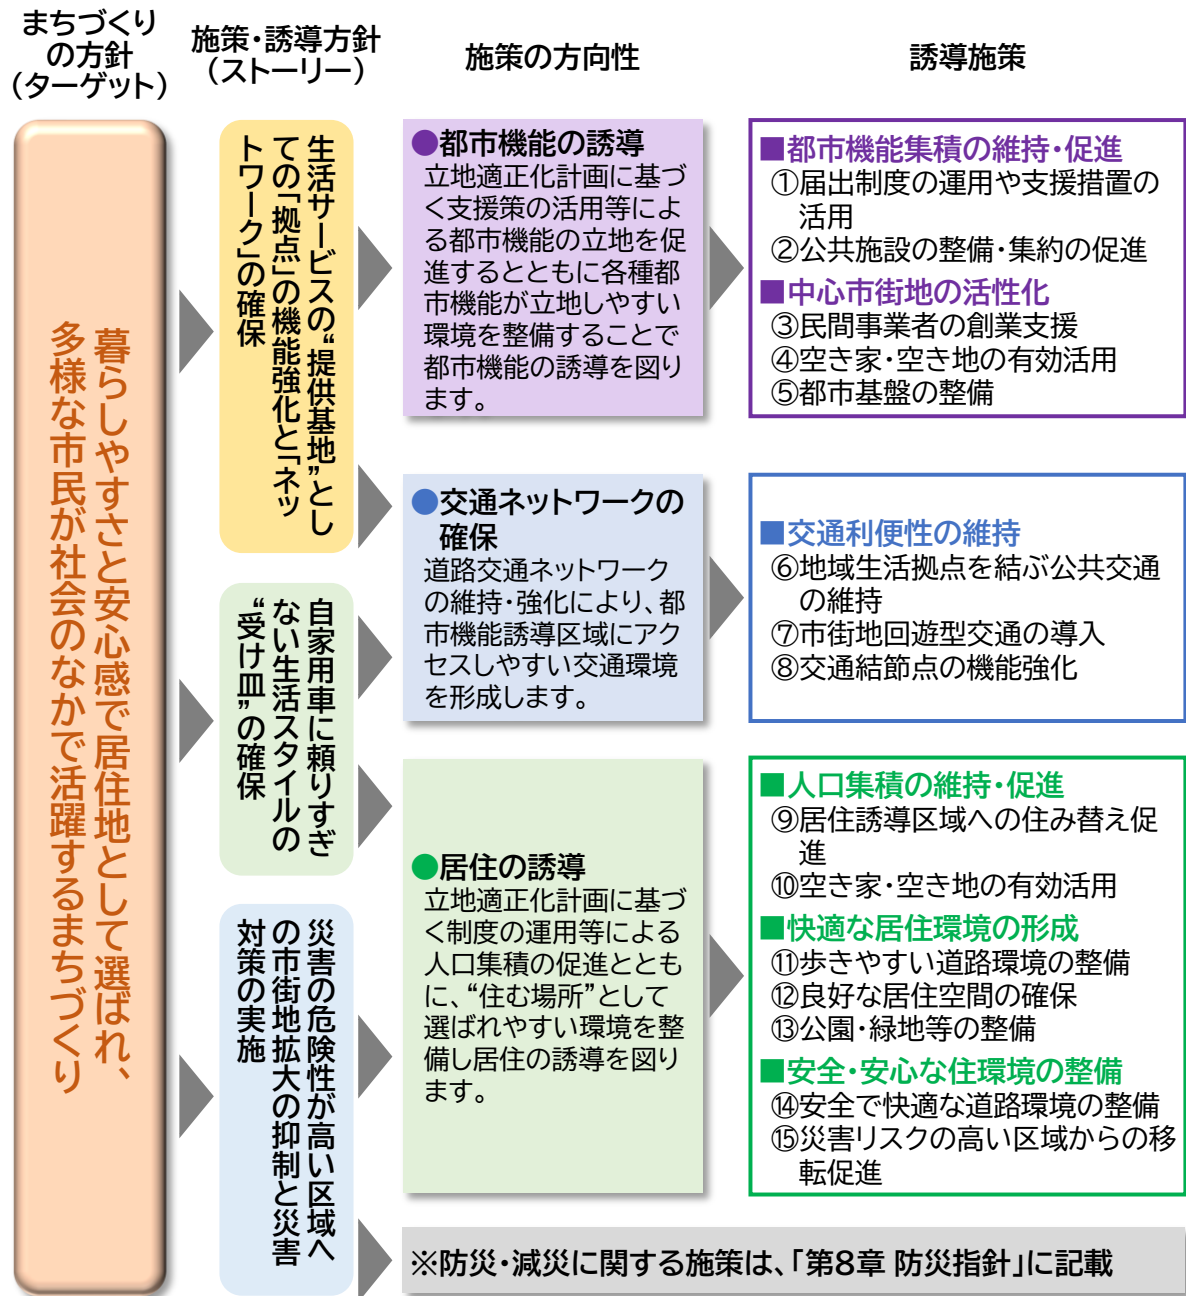 まちづくり
の方針
(ターゲット)
施策・誘導方針
(ストーリー)
施策の方向性
誘導施策
暮らしやすさと安心感で居住地として選ばれ、
多様な市民が社会のなかで活躍するまちづくり
生活サービスの“提供基地”とし
ての「拠点」の機能強化と「ネッ
トワーク」の確保
自家用車に頼りすぎ
ない生活スタイルの
“受け皿”の確保
災害の危険性が高い区域へ
の市街地拡大の抑制と災害
対策の実施
●都市機能の誘導
立地適正化計画に基づ
く支援策の活用等によ
る都市機能の立地を促
進するとともに各種都
市機能が立地しやすい
環境を整備することで
都市機能の誘導を図り
ます。
■都市機能集積の維持・促進
①届出制度の運用や支援措置の
活用
②公共施設の整備・集約の促進
■中心市街地の活性化
③民間事業者の創業支援
④空き家・空き地の有効活用
⑤都市基盤の整備
●交通ネットワークの
確保
道路交通ネットワーク
の維持・強化により、都
市機能誘導区域にアク
セスしやすい交通環境
を形成します。
■交通利便性の維持
⑥地域生活拠点を結ぶ公共交通
の維持
⑦市街地回遊型交通の導入
⑧交通結節点の機能強化
●居住の誘導
立地適正化計画に基づ
く制度の運用等による
人口集積の促進ととも
に、“住む場所”として
選ばれやすい環境を整
備し居住の誘導を図り
ます。
■人口集積の維持・促進
⑨居住誘導区域への住み替え促
進
⑩空き家・空き地の有効活用
■快適な居住環境の形成
⑪歩きやすい道路環境の整備
⑫良好な居住空間の確保
⑬公園・緑地等の整備
■安全・安心な住環境の整備
⑭安全で快適な道路環境の整備
⑮災害リスクの高い区域からの移
転促進
※防災・減災に関する施策は、「第8章 防災指針」に記載